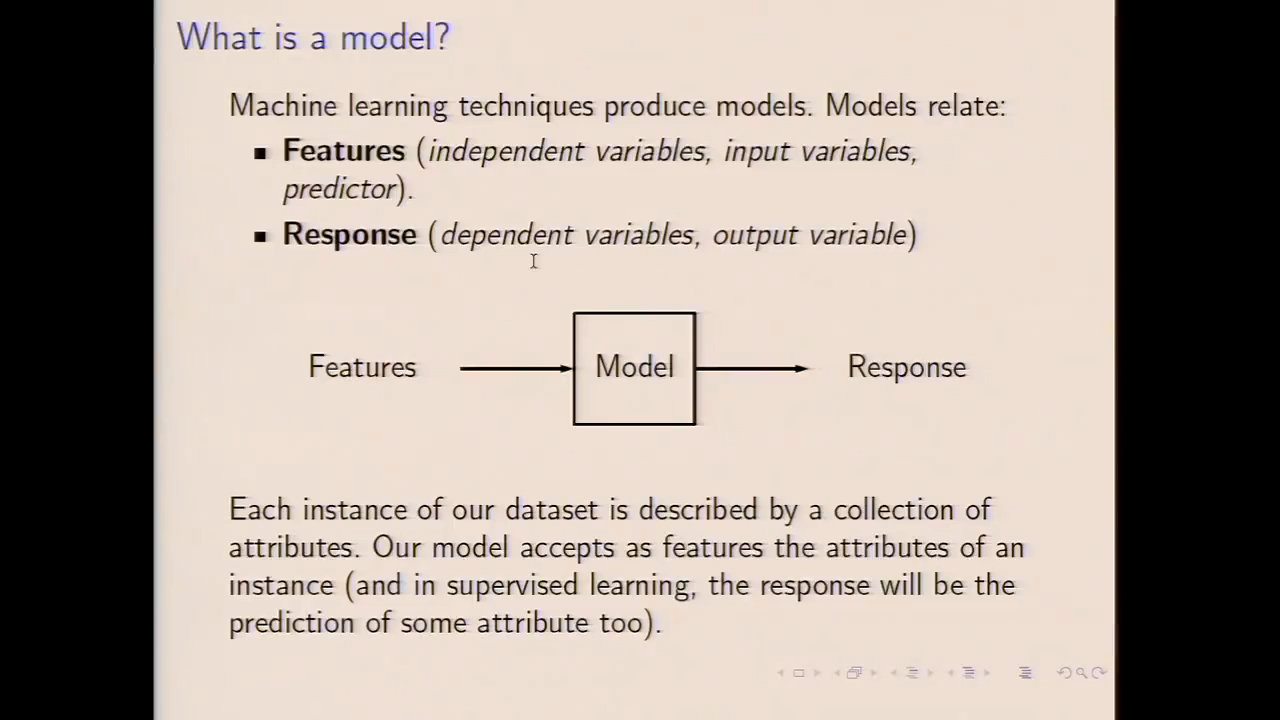 What is a model?
Machine learning techniques produce models. Models relate:
Features (independent variables, input variables,
predictor).
Response (dependent variables, output variable)
Features
Model
Response
Each instance of our dataset is described by a collection of
attributes. Our model accepts as features the attributes of an
instance (and in supervised learning, the response will be the
prediction of some attribute too).